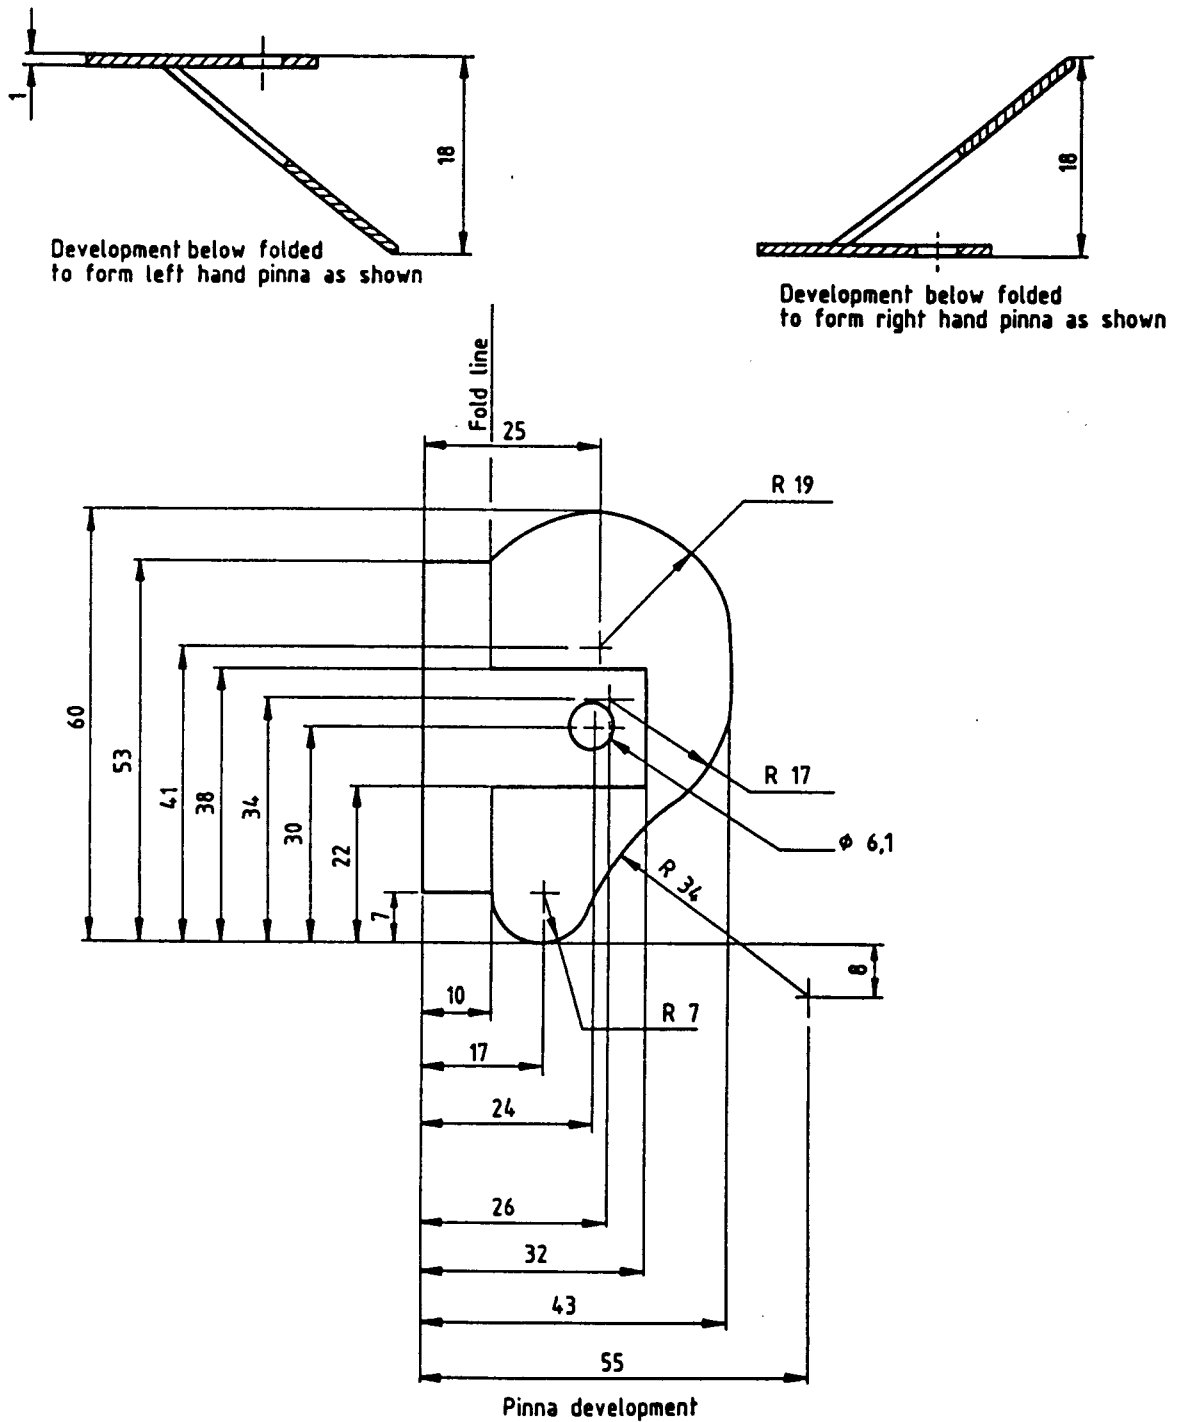 1
18
Development below folded
to form left hand pinna as shown
18
Development below folded
to form right hand pinna as shown
Fold line
25
R 19
60
53
41
38
34
30
22
7
R 17
ϕ 6,1
R 34
8
10
R 7
17
24
26
32
43
55
Pinna development